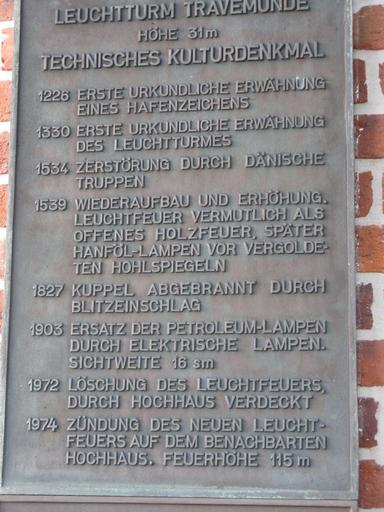 LEUCHTTURM TRAVEMÜNDE
HÖHE 31m
TECHNISCHES KULTURDENKMAL
1226 ERSTE URKUNDLICHE ERWÄHNUNG
EINES HAFENZEICHENS
1330 ERSTE URKUNDLICHE ERWÄHNUNG
DES LEUCHTTURMES
1534 ZERSTÖRUNG DURCH DÄNISCHE
TRUPPEN
1539 WIEDERAUFBAU UND ERHÖHUNG.
LEUCHTFEUER VERMUTLICH ALS
OFFENES HOLZFEUER, SPÄTER
HANFÖL-LAMPEN VOR VERGOLDE-
TEN HOHLSPIEGELN
1827 KUPPEL ABGEBRANNT DURCH
BLITZEINSCHLAG
1903 ERSATZ DER PETROLEUM-LAMPEN
DURCH ELEKTRISCHE LAMPEN.
SICHTWEITE 16 sm
1972 LÖSCHUNG DES LEUCHTFEUERS,
DURCH HOCHHAUS VERDECKT
1974 ZÜNDUNG DES NEUEN LEUCHT-
FEUERS AUF DEM BENACHBARTEN
HOCHHAUS. FEUERHÖHE 115 m